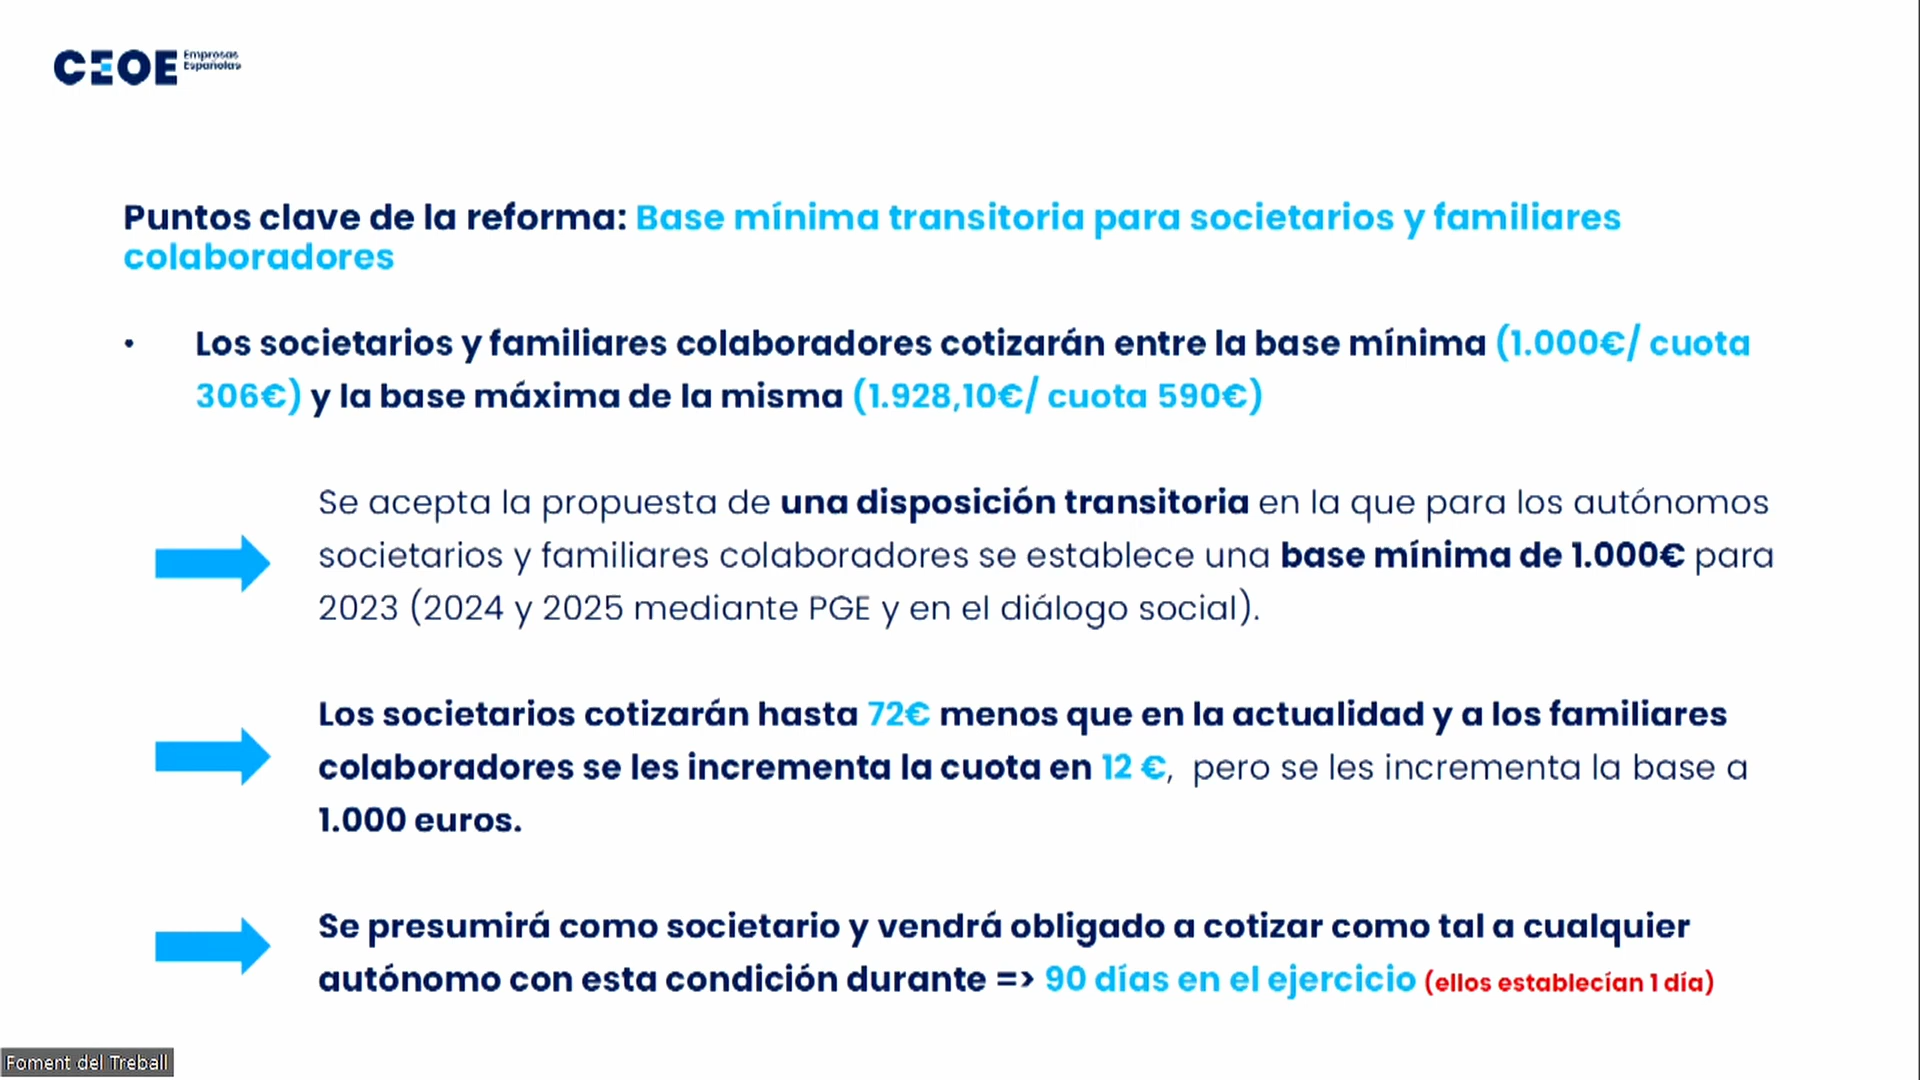 CEOE Empresas
Españolas
Puntos clave de la reforma: Base mínima transitoria para societarios y familiares
colaboradores
• Los societarios y familiares colaboradores cotizarán entre la base mínima (1.000€/ cuota
306€) y la base máxima de la misma (1.928,10€/ cuota 590€)
Se acepta la propuesta de una disposición transitoria en la que para los autónomos
societarios y familiares colaboradores se establece una base mínima de 1.000€ para
2023 (2024 y 2025 mediante PGE y en el diálogo social).
Los societarios cotizarán hasta 72€ menos que en la actualidad y a los familiares
colaboradores se les incrementa la cuota en 12 €, pero se les incrementa la base a
1.000 euros.
Se presumirá como societario y vendrá obligado a cotizar como tal a cualquier
autónomo con esta condición durante => 90 días en el ejercicio (ellos establecían 1 día)
Foment del Treball